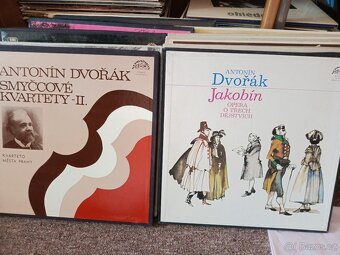 ANTONÍN DVOŘÁK
SMYČCOVÉ
KVARTETY-II.
KVARTETO
MĚSTA PRAHY
ANTONÍN
Dvořák
Jakobín
OPERA
O TŘECH
DĚJSTVÍCH